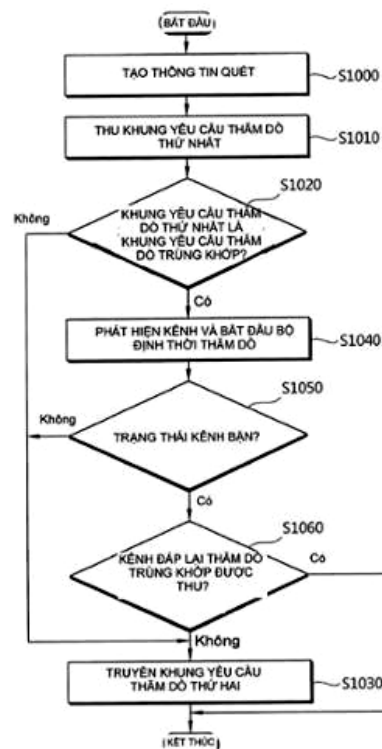 BẮT ĐẦU
TẠO THÔNG TIN QUÉT
S1000
THU KHUNG YÊU CẦU THĂM DÒ
THỨ NHẤT
S1010
S1020
Không
KHUNG YÊU CẦU THĂM
DÒ THỨ NHẤT LÀ
KHUNG YÊU CẦU THĂM
DÒ TRÙNG KHỚP?
Có
PHÁT HIỆN KÊNH VÀ BẮT ĐẦU BỘ
ĐỊNH THỜI THĂM DÒ
S1040
S1050
Không
TRẠNG THÁI KÊNH BẬN?
Có
S1060
KÊNH ĐÁP LẠI THĂM DÒ
TRÙNG KHỚP ĐƯỢC
THU?
Có
Không
TRUYỀN KHUNG YÊU CẦU
THĂM DÒ THỨ HAI
S1030
KẾT THÚC